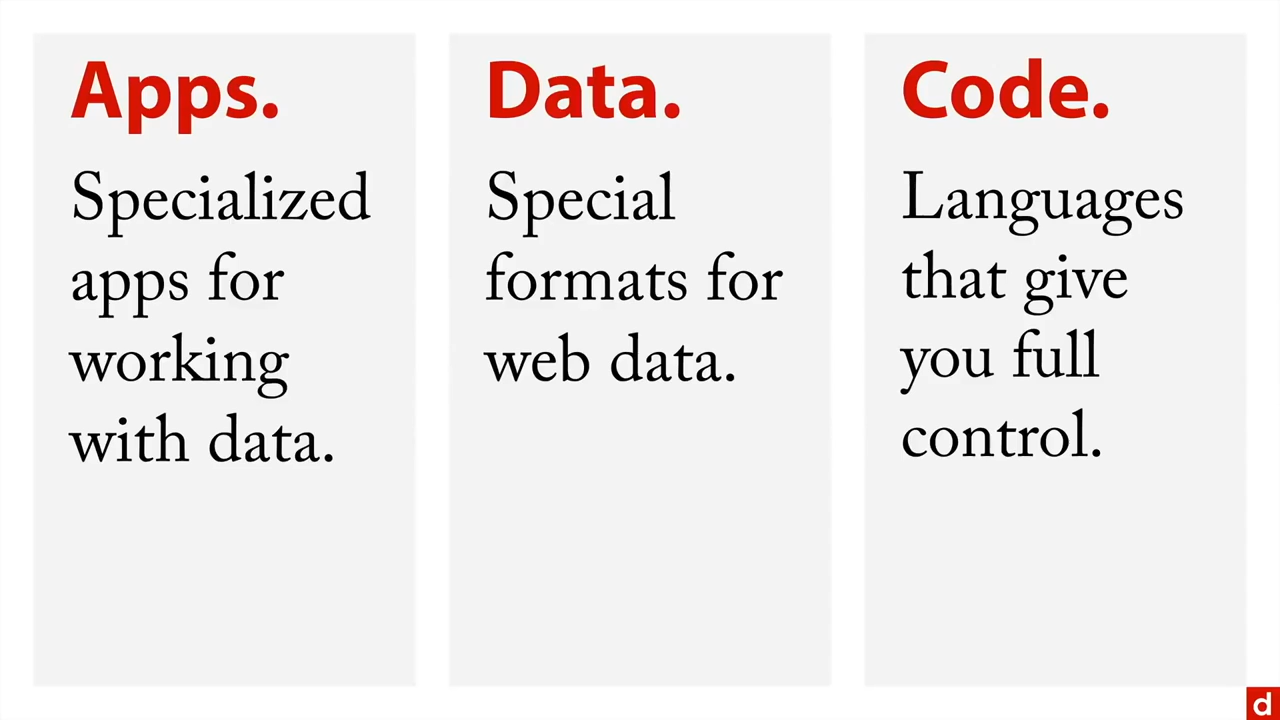 Apps.
Specialized
apps for
working
with data.
Data.
Special
formats for
web data.
Code.
Languages
that give
you full
control.
d